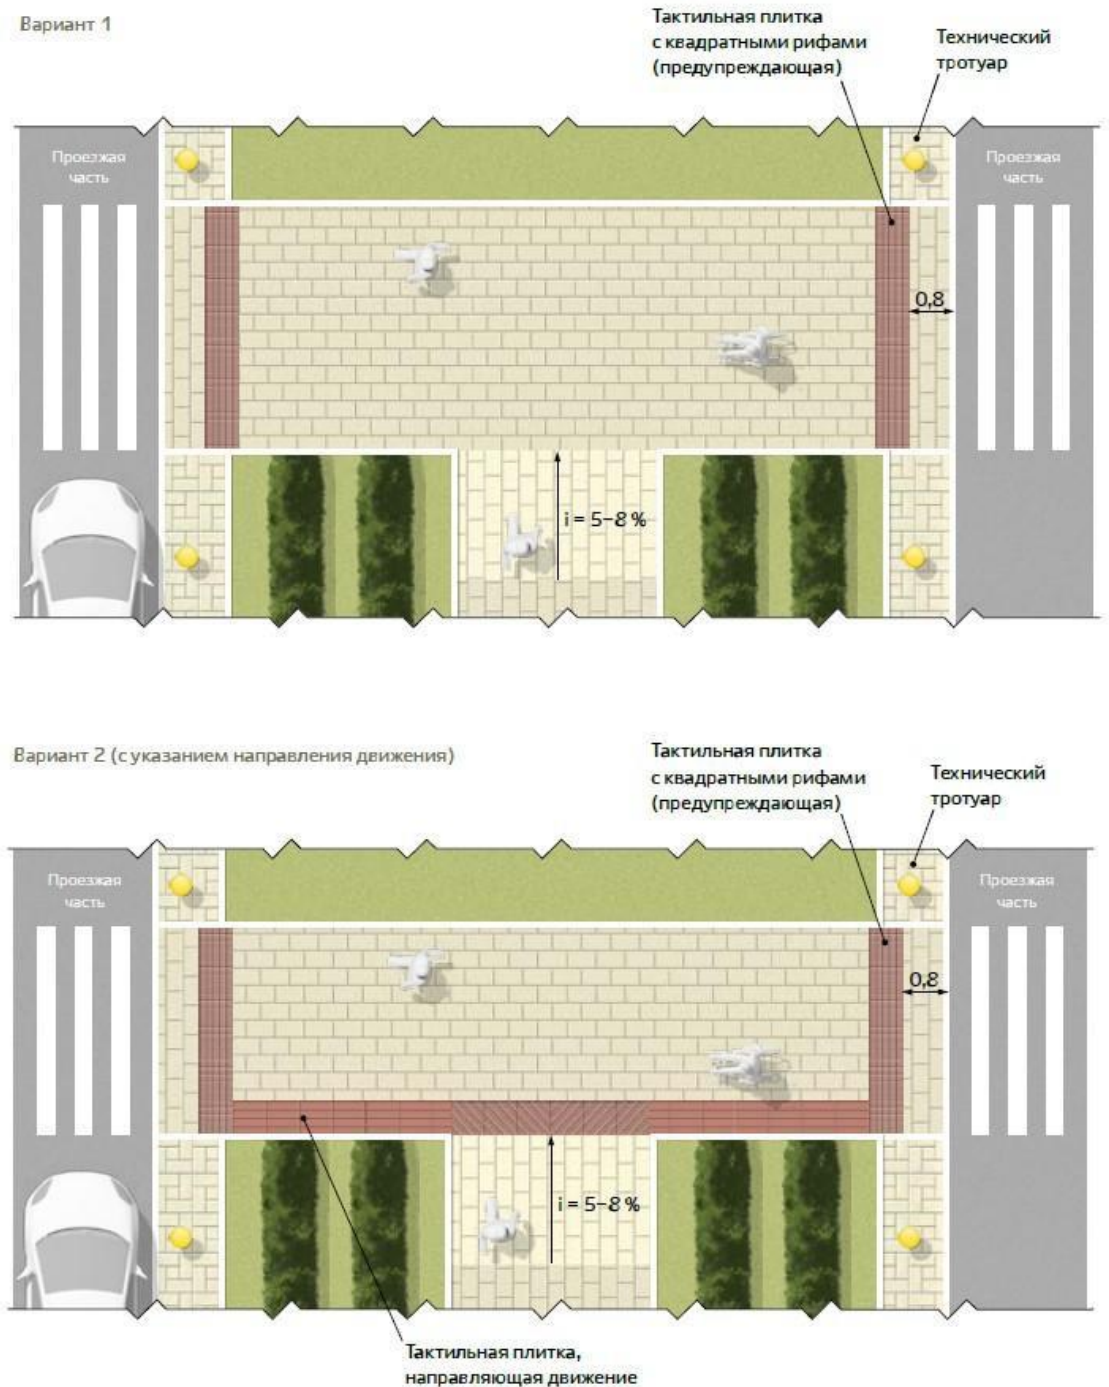 Вариант 1
Тактильная плитка
с квадратными рифами
(предупреждающая)
Технический
тротуар
Проезжая
часть
Проезжая
часть
0,8
i = 5–8 %
Вариант 2 (с указанием направления движения)
Тактильная плитка
с квадратными рифами
(предупреждающая)
Технический
тротуар
Проезжая
часть
Проезжая
часть
0,8
i = 5–8 %
Тактильная плитка,
направляющая движение